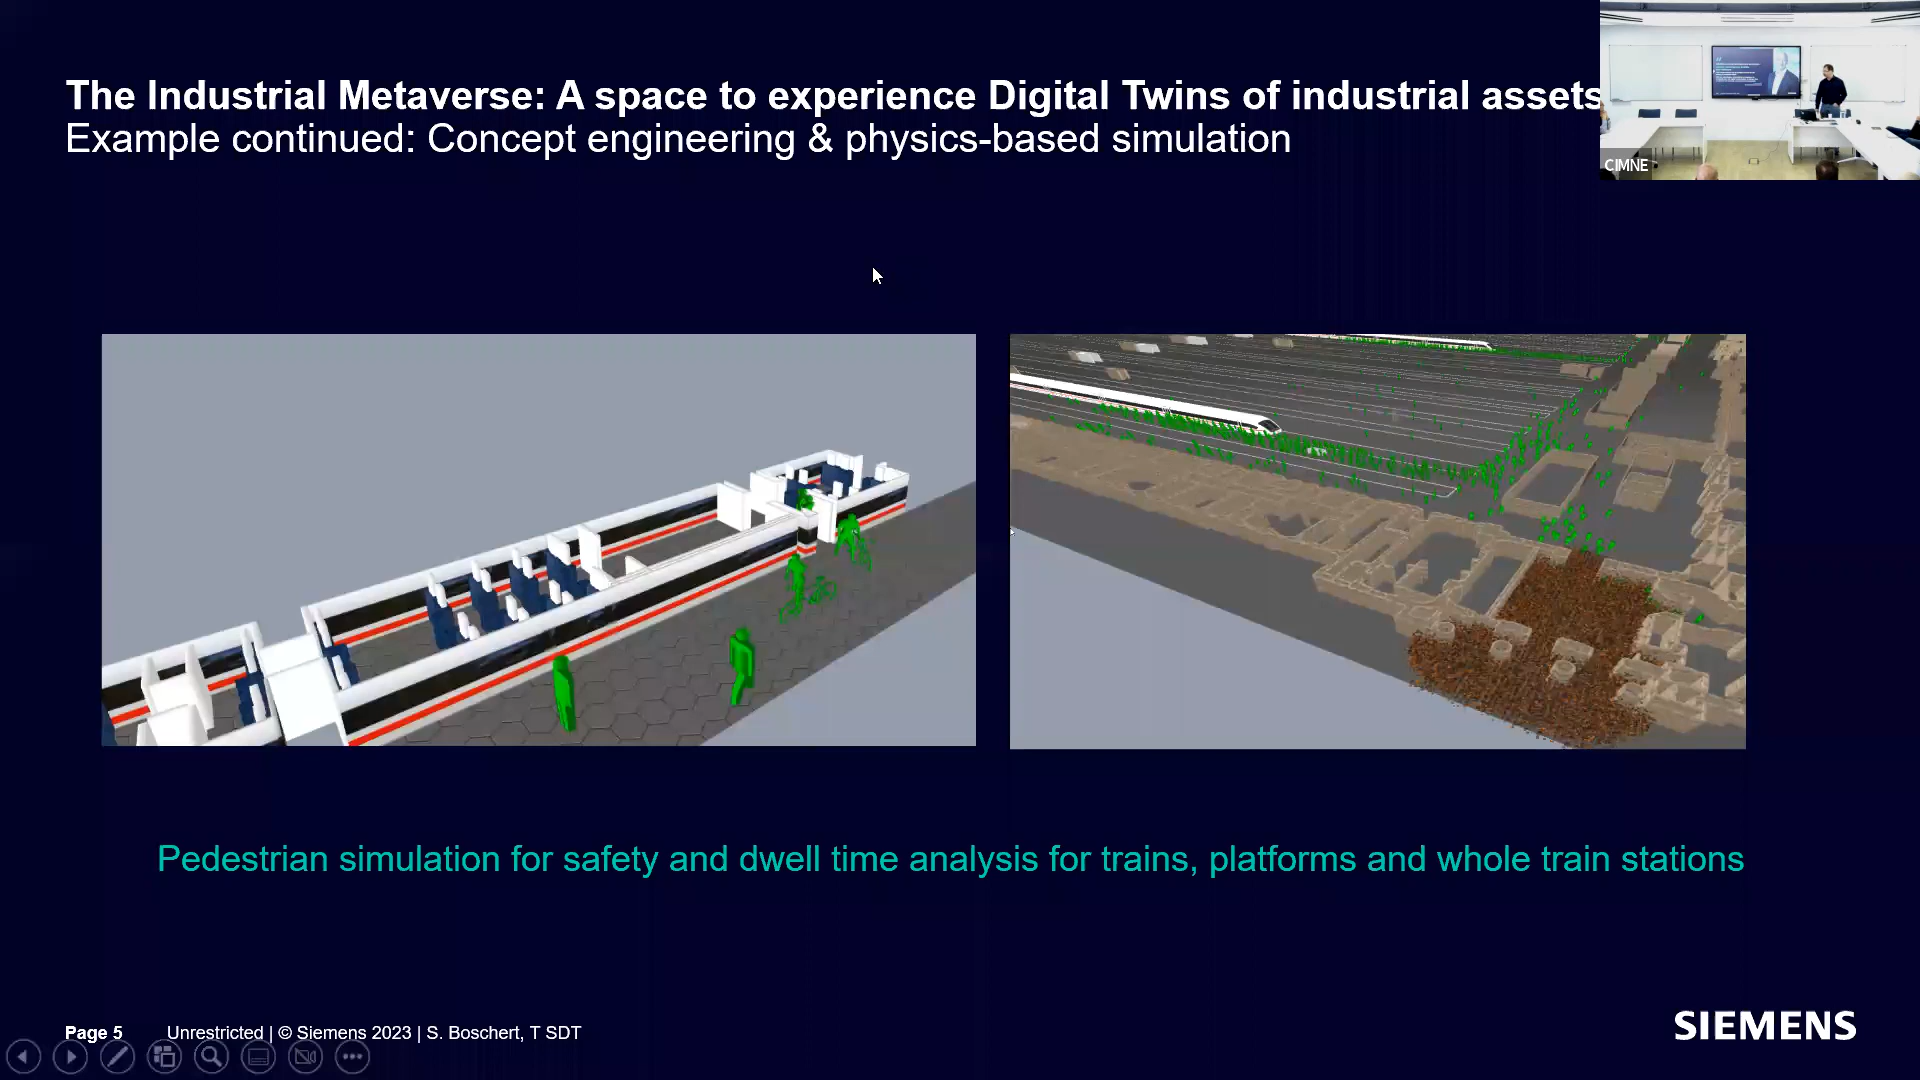 The Industrial Metaverse: A space to experience Digital Twins of industrial assets
Example continued: Concept engineering & physics-based simulation
CIMNE
Pedestrian simulation for safety and dwell time analysis for trains, platforms and whole train stations
Page 5 Unrestricted | © Siemens 2023 | S. Boschert, T SDT
SIEMENS